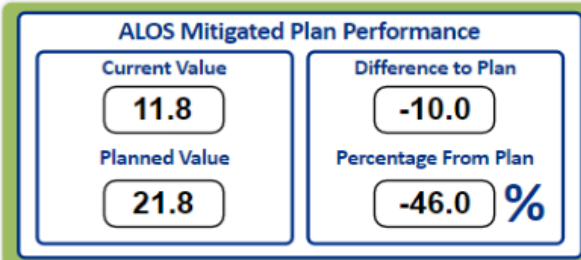 ALOS Mitigated Plan Performance
Current Value
11.8
Planned Value
21.8
Difference to Plan
-10.0
Percentage From Plan
-46.0 %